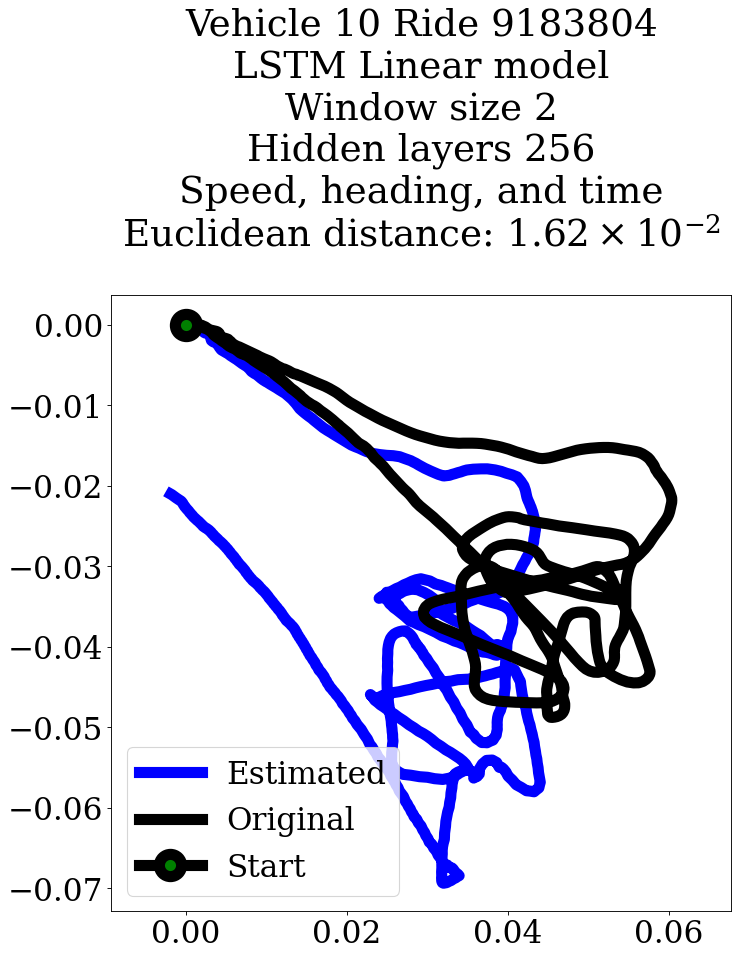 Vehicle 10 Ride 9183804
LSTM Linear model
Window size 2
Hidden layers 256
Speed, heading, and time
Euclidean distance: 1.62 × 10⁻²
0.00
−0.01
−0.02
−0.03
−0.04
−0.05
−0.06
−0.07
Estimated
Original
Start
0.00 0.02 0.04 0.06